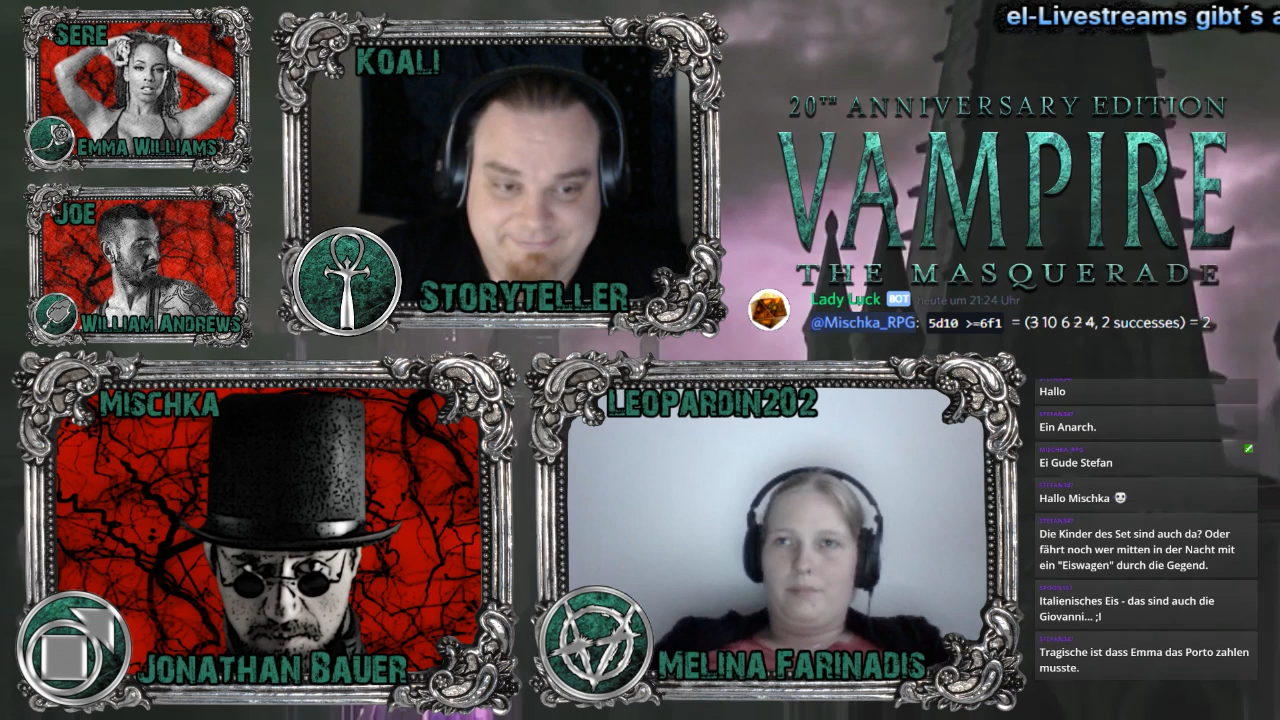 el-Livestreams gibt´s a
SERE
EMMA WILLIAMS
KOALI
STORYTELLER
20TH ANNIVERSARY EDITION
VAMPIRE
THE MASQUERADE
JOE
WILLIAM ANDREWS
Lady Luck BOT heute um 21:24 Uhr
@Mischka_RPG: 5d10 >=6f1 = (3 10 6 2 4, 2 successes) = 2
MISCHKA
JONATHAN BAUER
LEOPARDIN202
MELINA FARINADIS
Hallo
Ein Anarch.
MISCHKA_RPG
Ei Gude Stefan
Hallo Mischka
Die Kinder des Set sind auch da? Oder
fährt noch wer mitten in der Nacht mit
ein "Eiswagen" durch die Gegend.
Italienisches Eis - das sind auch die
Giovanni... ;I
Tragische ist dass Emma das Porto zahlen
musste.